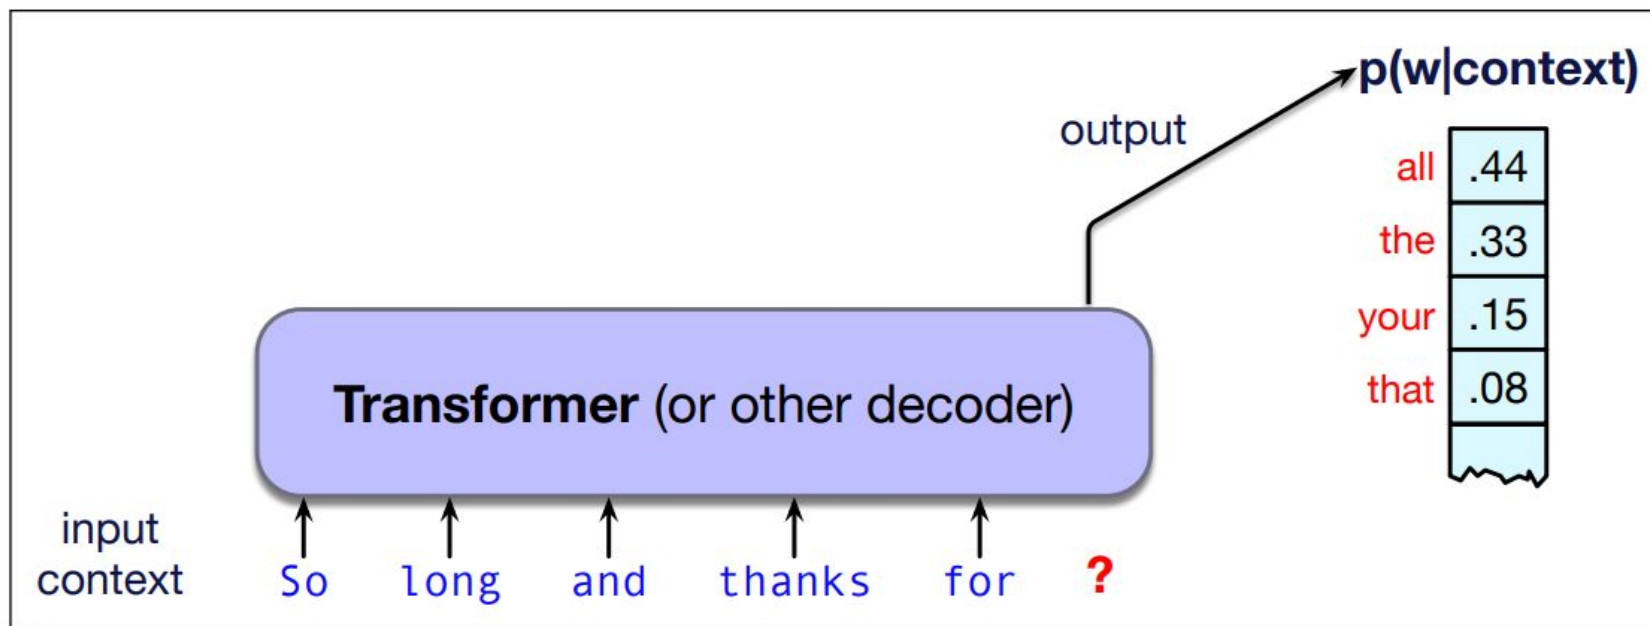 p(w|context)
output
all .44
the .33
your .15
that .08
Transformer (or other decoder)
input
context
So long and thanks for ?